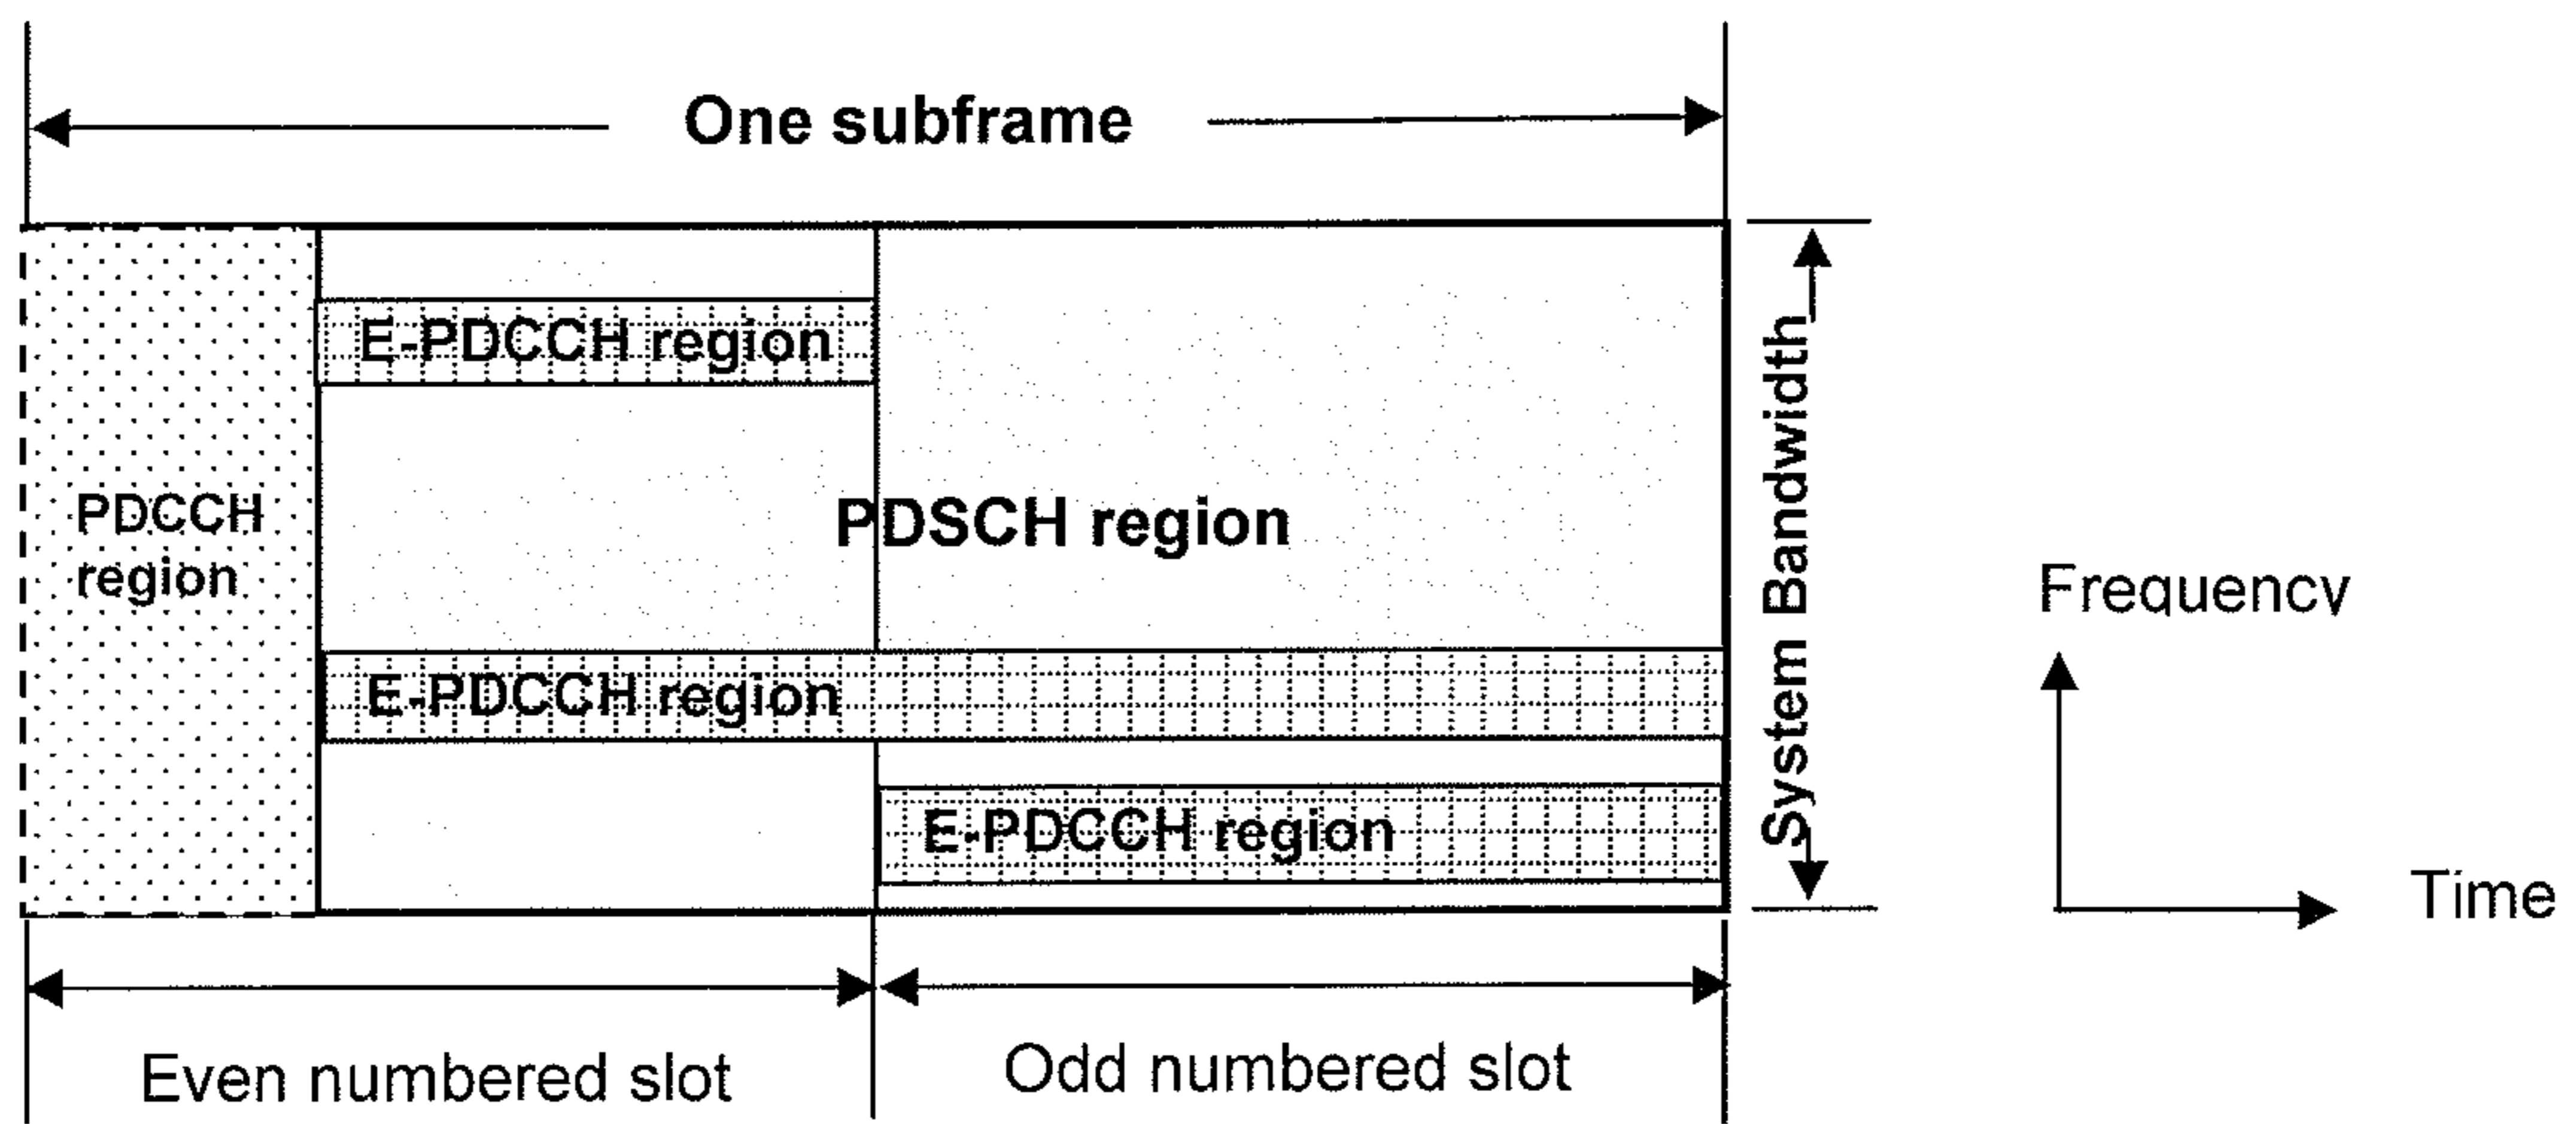 One subframe
E-PDCCH region
PDCCH
region
PDSCH region
E-PDCCH region
E-PDCCH region
System Bandwidth
Frequency
Time
Even numbered slot
Odd numbered slot